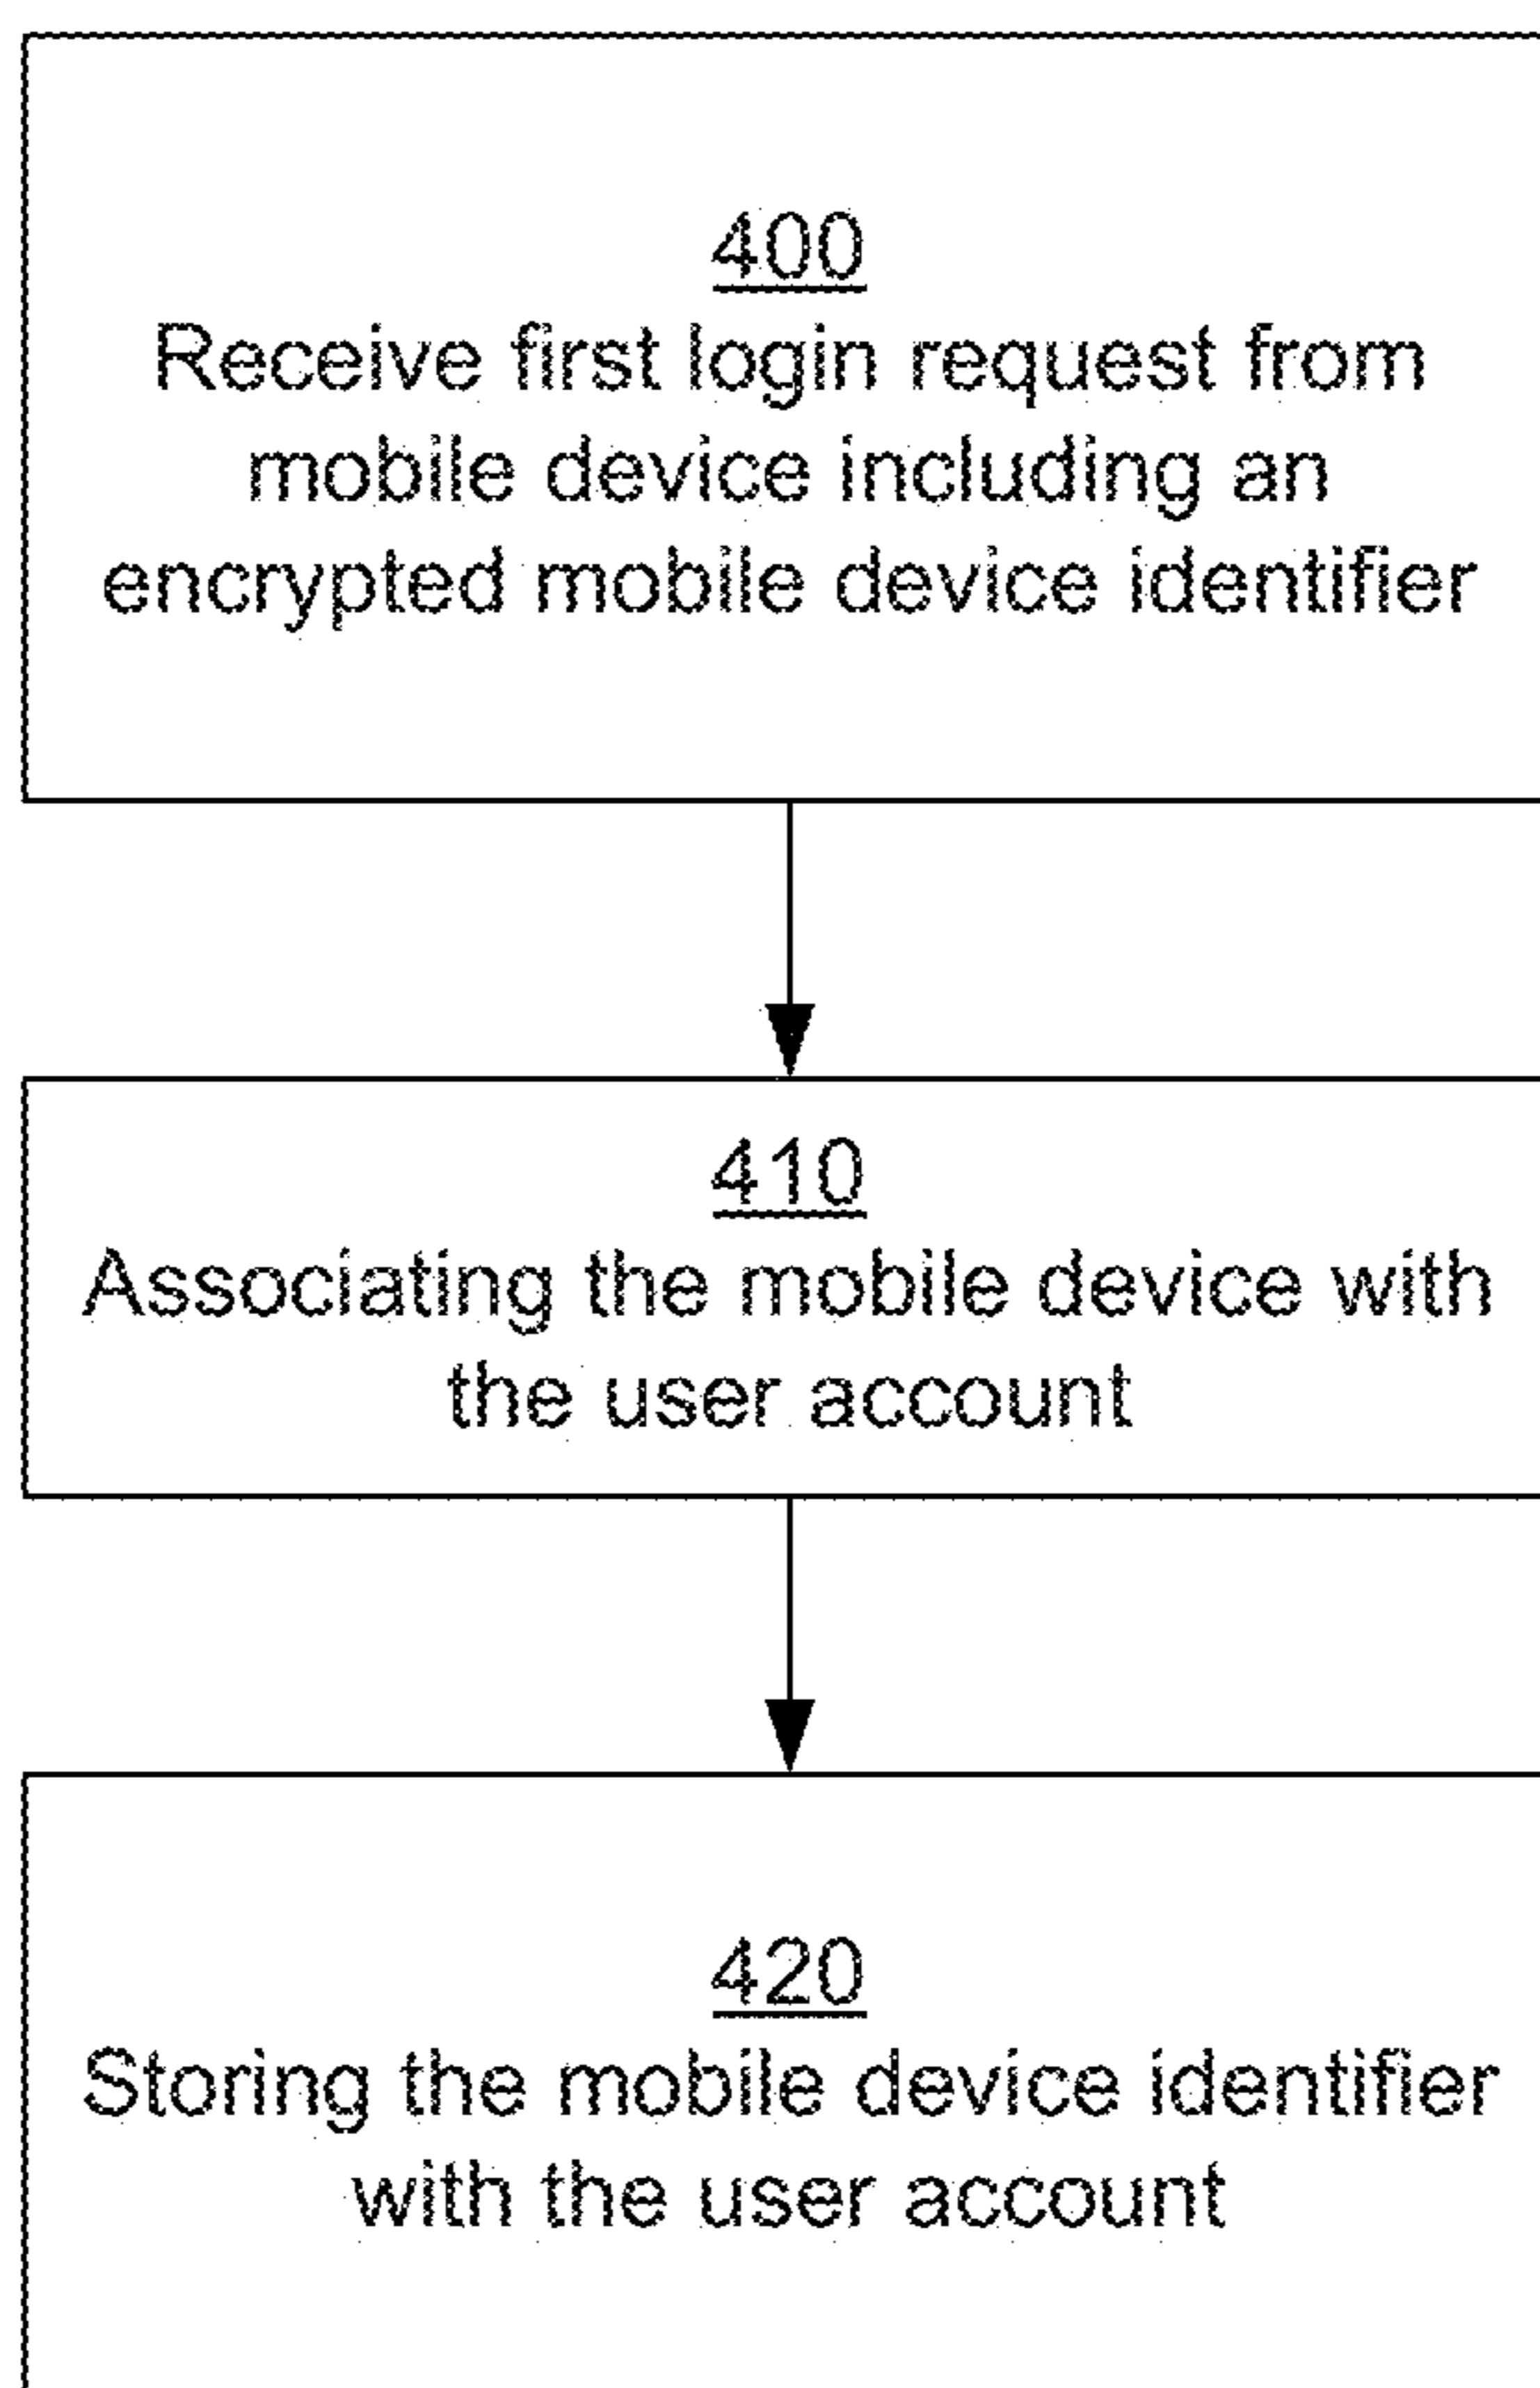 400
Receive first login request from
mobile device including an
encrypted mobile device identifier
410
Associating the mobile device with
the user account
420
Storing the mobile device identifier
with the user account